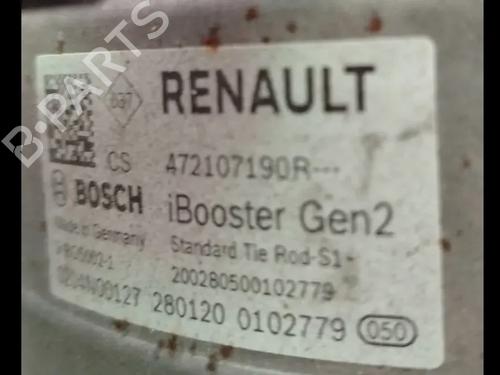 RENAULT
CS 472107190R---
BOSCH iBooster Gen2
Made in Germany Standard Tie Rod-S1-
200280500102779
280120 0102779 050
B-PARTS